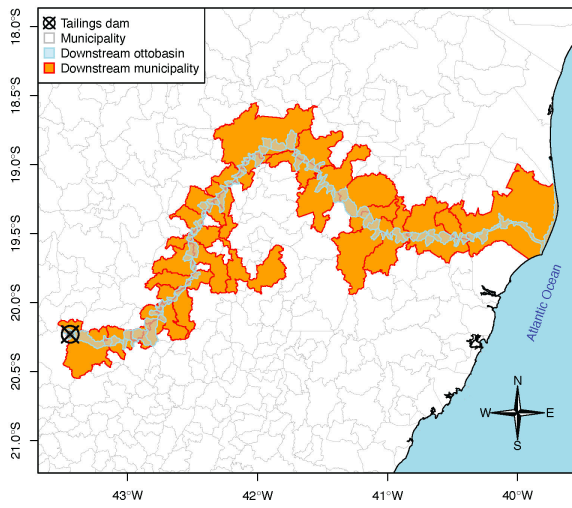 Tailings dam
Municipality
Downstream ottobasin
Downstream municipality
18.0°S
18.5°S
19.0°S
19.5°S
20.0°S
20.5°S
21.0°S
Atlantic Ocean
N
W E
S
43°W 42°W 41°W 40°W